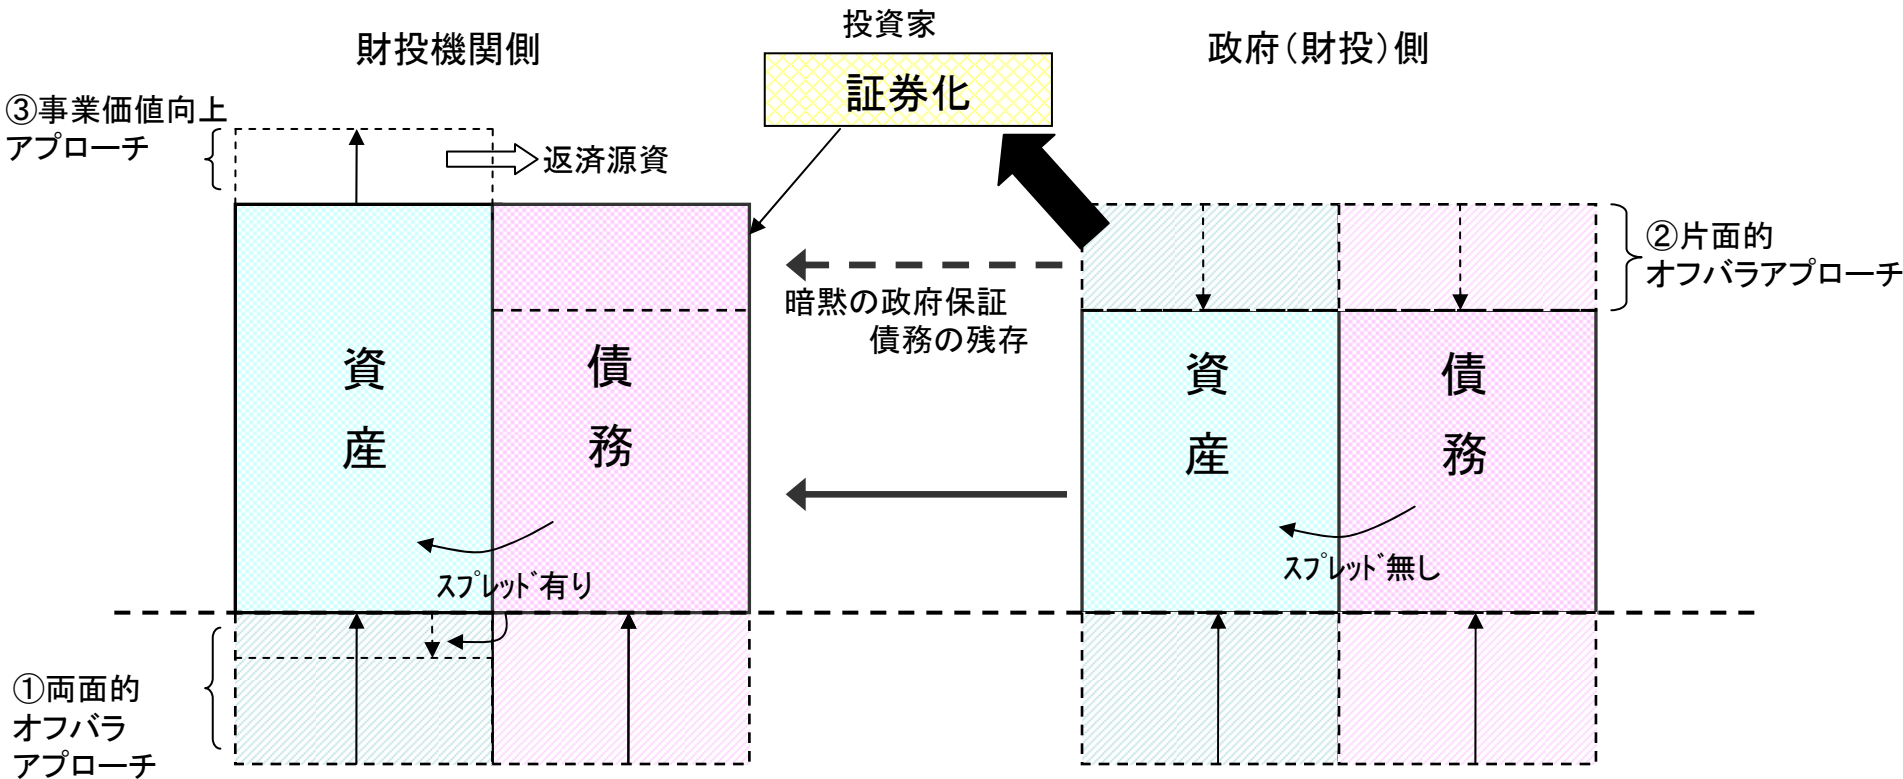 投資家
財投機関側
政府（財投）側
証券化
③事業価値向上
アプローチ
返済源資
②片面的
オフバラアプローチ
暗黙の政府保証
債務の残存
資
産
債
務
資
産
債
務
ｽﾌﾟﾚｯﾄﾞ有り
ｽﾌﾟﾚｯﾄﾞ無し
①両面的
オフバラ
アプローチ